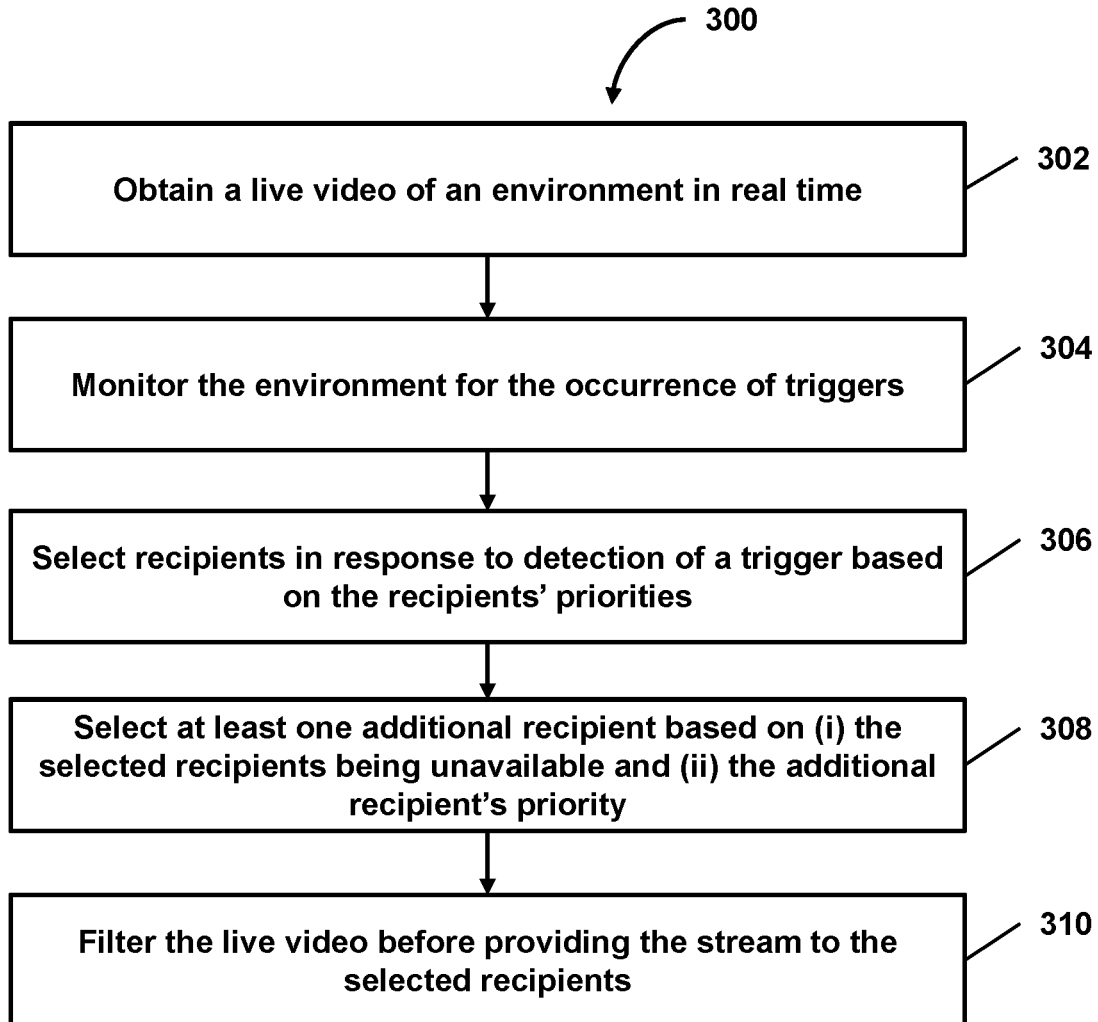 300
Obtain a live video of an environment in real time
302
Monitor the environment for the occurrence of triggers
304
Select recipients in response to detection of a trigger based
on the recipients’ priorities
306
Select at least one additional recipient based on (i) the
selected recipients being unavailable and (ii) the additional
recipient’s priority
308
Filter the live video before providing the stream to the
selected recipients
310